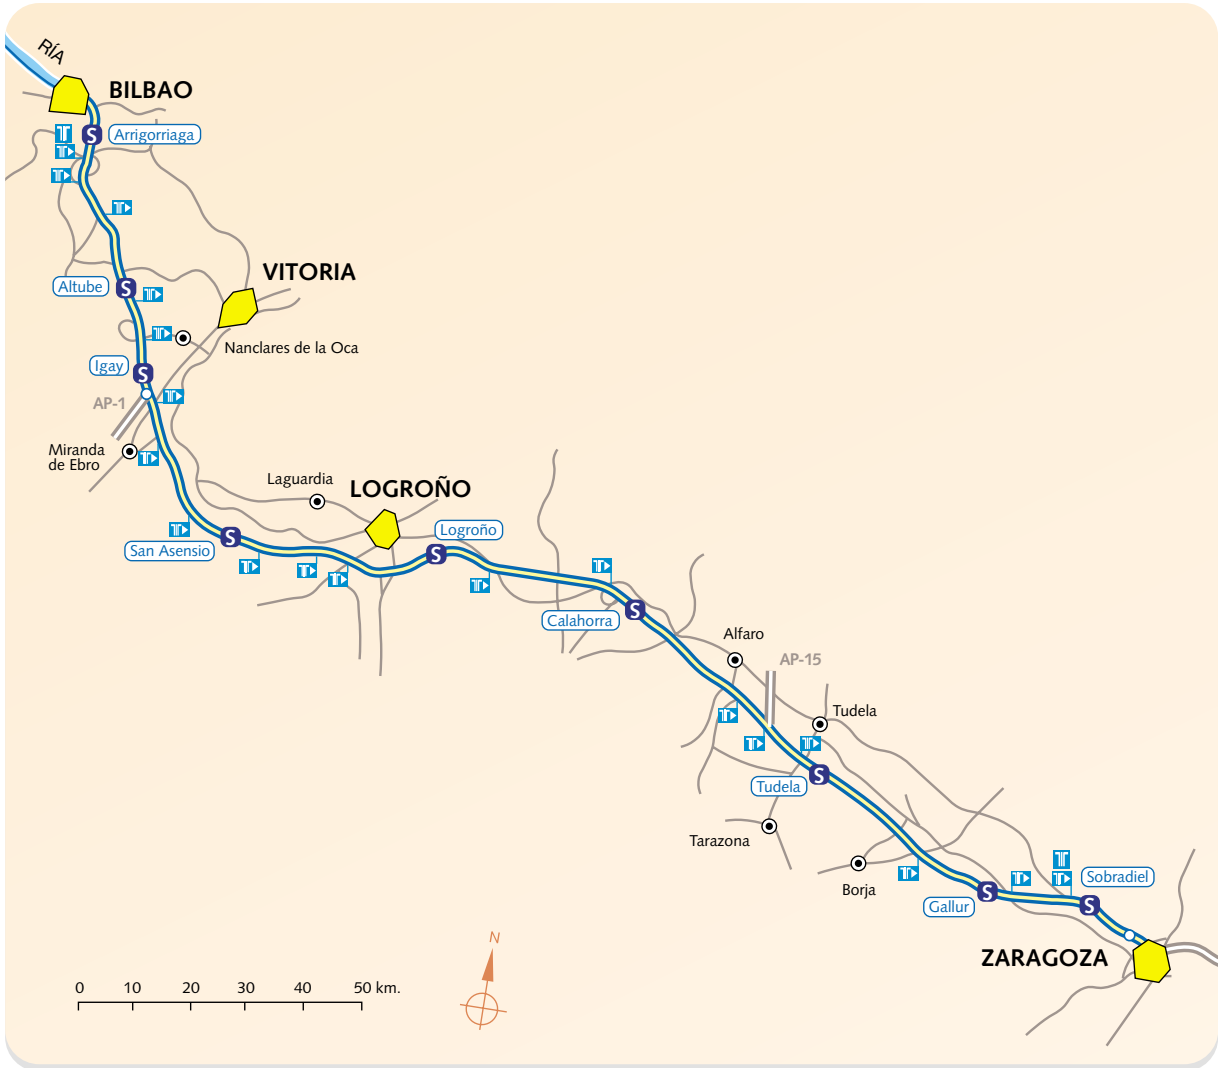 RÍA
BILBAO
S
Arrigorriaga
VITORIA
Altube
S
Nanclares de la Oca
Igay
S
AP-1
Miranda
de Ebro
Laguardia
LOGROÑO
San Asensio
S
Logroño
S
Calahorra
S
Alfaro
AP-15
Tudela
Tudela
S
Tarazona
Borja
Gallur
S
Sobradiel
S
ZARAGOZA
N
0 10 20 30 40 50 km.